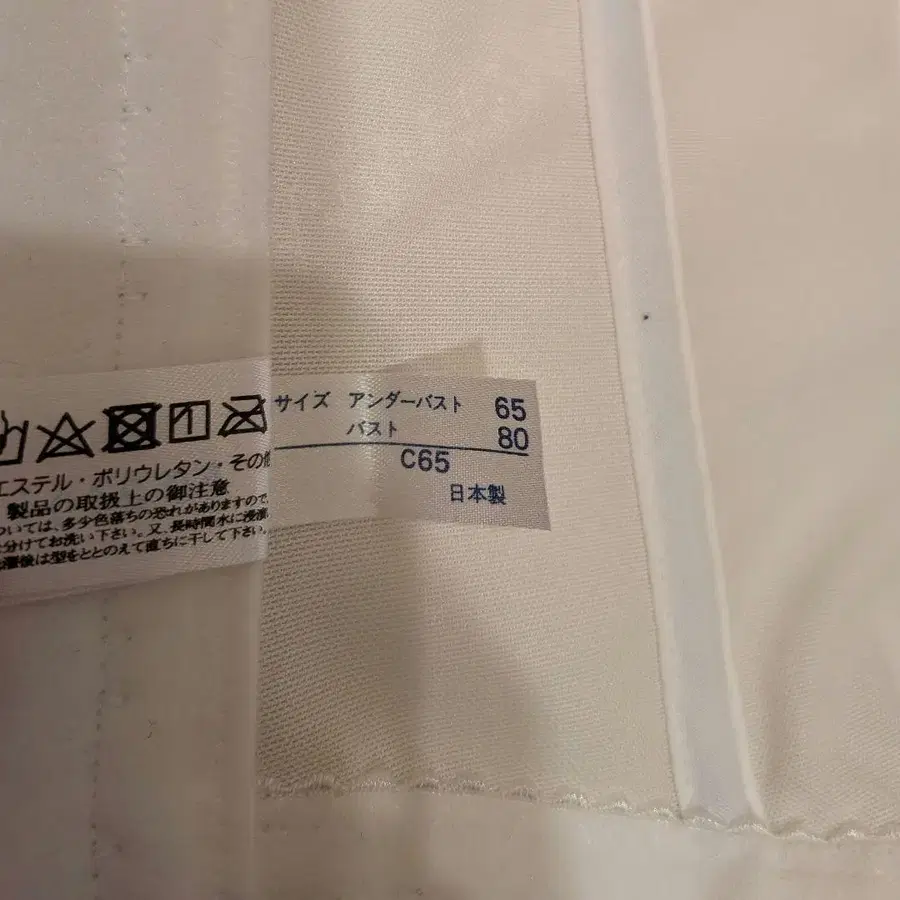 エステル・ポリウレタン・その他
製品の取扱上の御注意
ついては、多少色落ちの恐れがありますので、
分けてお洗い下さい。又、長時間水に浸漬
濯後は型をととのえて直ちに干して下さい。
サイズ アンダーバスト 65
バスト 80
C65
日本製